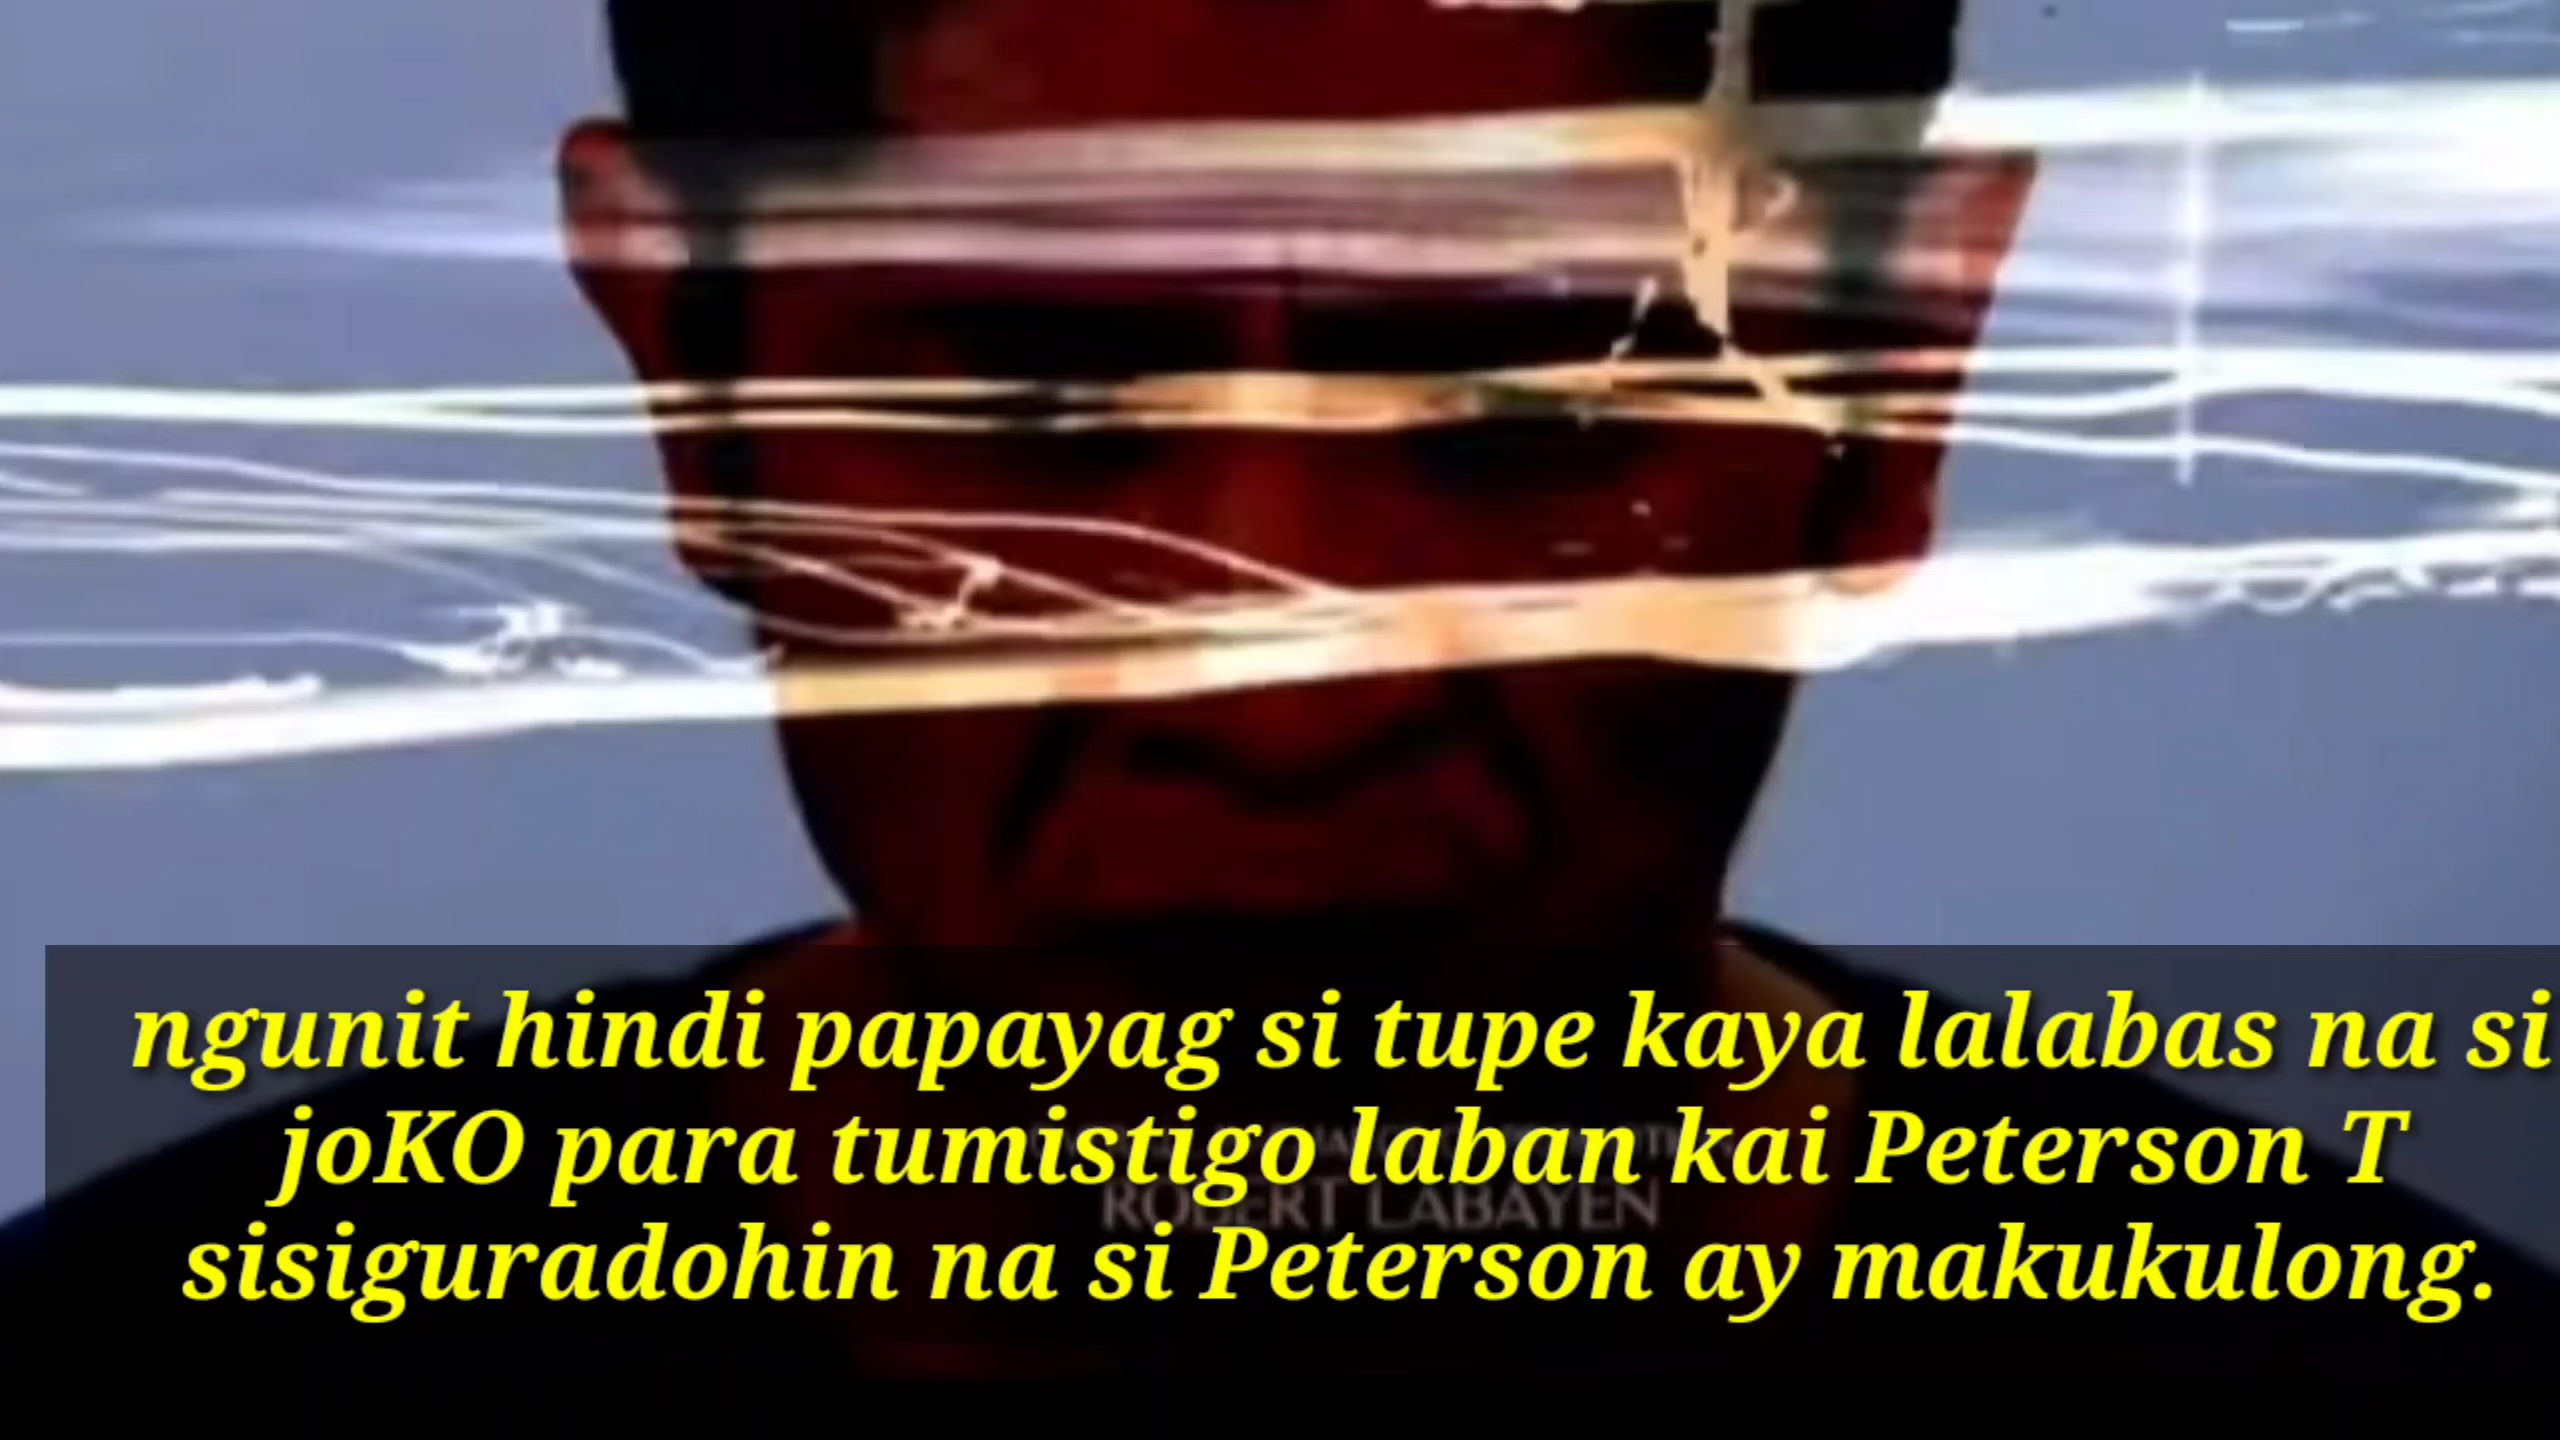 ngunit hindi papayag si tupe kaya lalabas na si
joKO para tumistigo laban kai Peterson T
ROBERT LABAYEN
sisiguradohin na si Peterson ay makukulong.